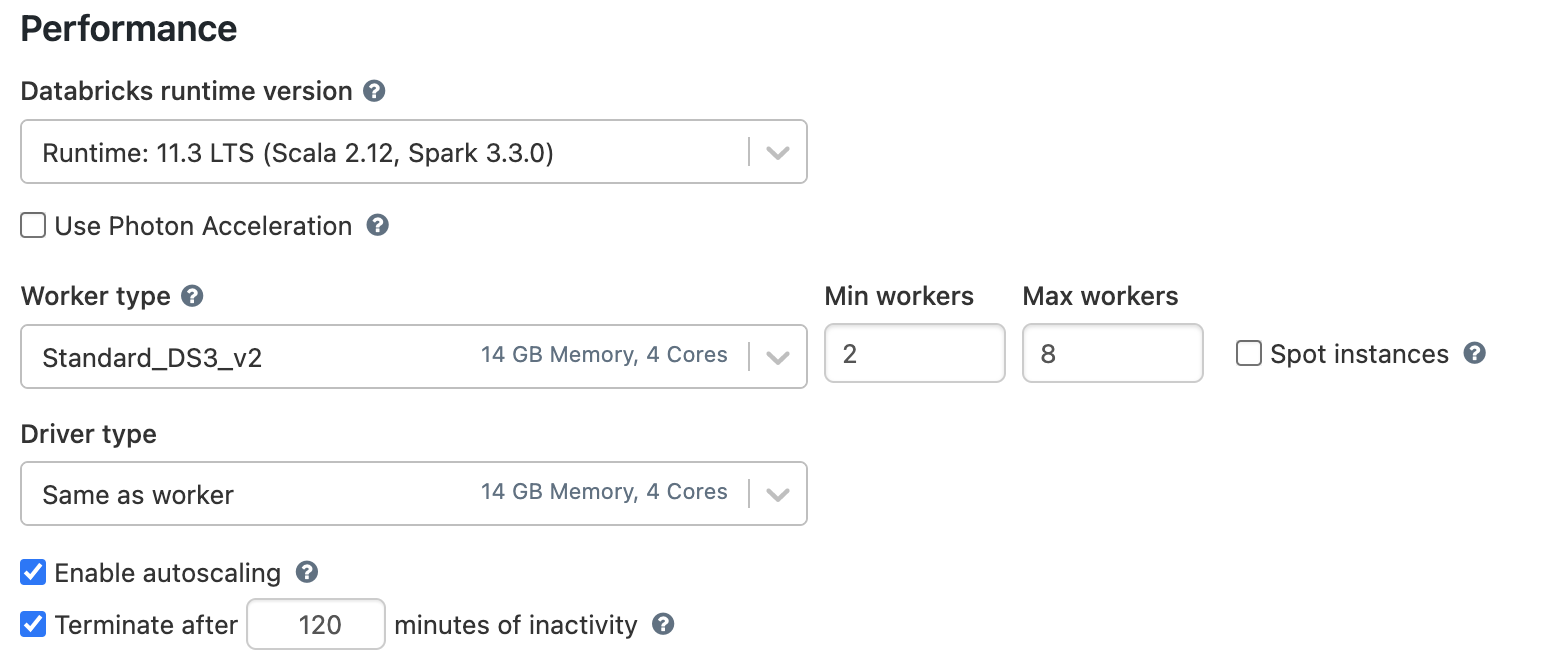 Performance
Databricks runtime version ?
Runtime: 11.3 LTS (Scala 2.12, Spark 3.3.0)
Use Photon Acceleration ?
Worker type ? Min workers Max workers
Standard_DS3_v2 14 GB Memory, 4 Cores 2 8 Spot instances ?
Driver type
Same as worker 14 GB Memory, 4 Cores
Enable autoscaling ?
Terminate after 120 minutes of inactivity ?